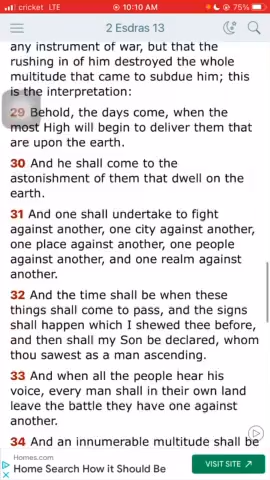 cricket LTE 10:10 AM 75%
2 Esdras 13
any instrument of war, but that the
rushing in of him destroyed the whole
multitude that came to subdue him; this
is the interpretation:
29 Behold, the days come, when the
most High will begin to deliver them that
are upon the earth.
30 And he shall come to the
astonishment of them that dwell on the
earth.
31 And one shall undertake to fight
against another, one city against another,
one place against another, one people
against another, and one realm against
another.
32 And the time shall be when these
things shall come to pass, and the signs
shall happen which I shewed thee before,
and then shall my Son be declared, whom
thou sawest as a man ascending.
33 And when all the people hear his
voice, every man shall in their own land
leave the battle they have one against
another.
34 And an innumerable multitude shall be
Homes.com
Home Search How it Should Be
VISIT SITE >